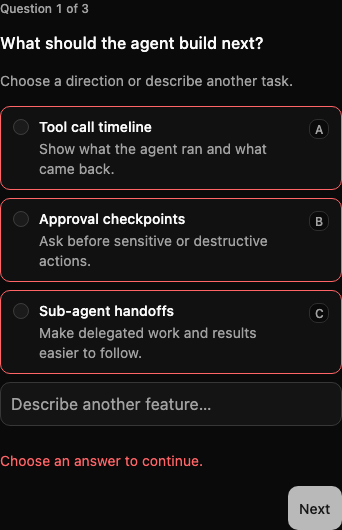 Question 1 of 3
What should the agent build next?
Choose a direction or describe another task.
Tool call timeline
A
Show what the agent ran and what
came back.
Approval checkpoints
B
Ask before sensitive or destructive
actions.
Sub-agent handoffs
C
Make delegated work and results
easier to follow.
Describe another feature...
Choose an answer to continue.
Next